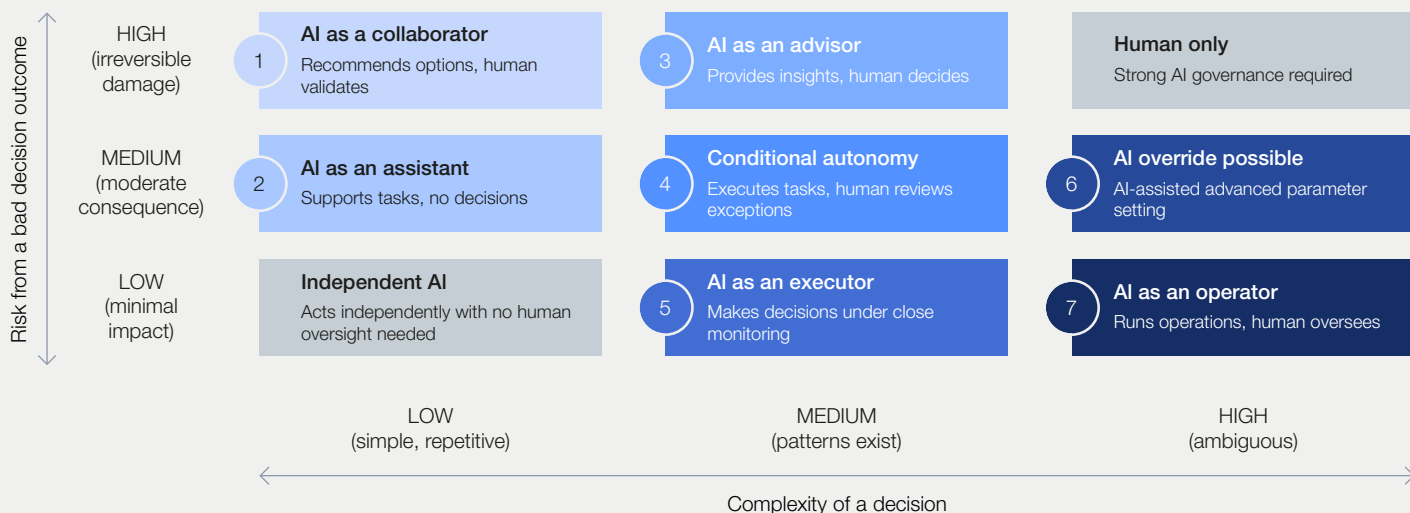 Risk from a bad decision outcome
HIGH
(irreversible
damage)
1
AI as a collaborator
Recommends options, human
validates
3
AI as an advisor
Provides insights, human decides
Human only
Strong AI governance required
MEDIUM
(moderate
consequence)
2
AI as an assistant
Supports tasks, no decisions
4
Conditional autonomy
Executes tasks, human reviews
exceptions
6
AI override possible
AI-assisted advanced parameter
setting
LOW
(minimal
impact)
Independent AI
Acts independently with no human
oversight needed
5
AI as an executor
Makes decisions under close
monitoring
7
AI as an operator
Runs operations, human oversees
LOW
(simple, repetitive)
MEDIUM
(patterns exist)
HIGH
(ambiguous)
Complexity of a decision